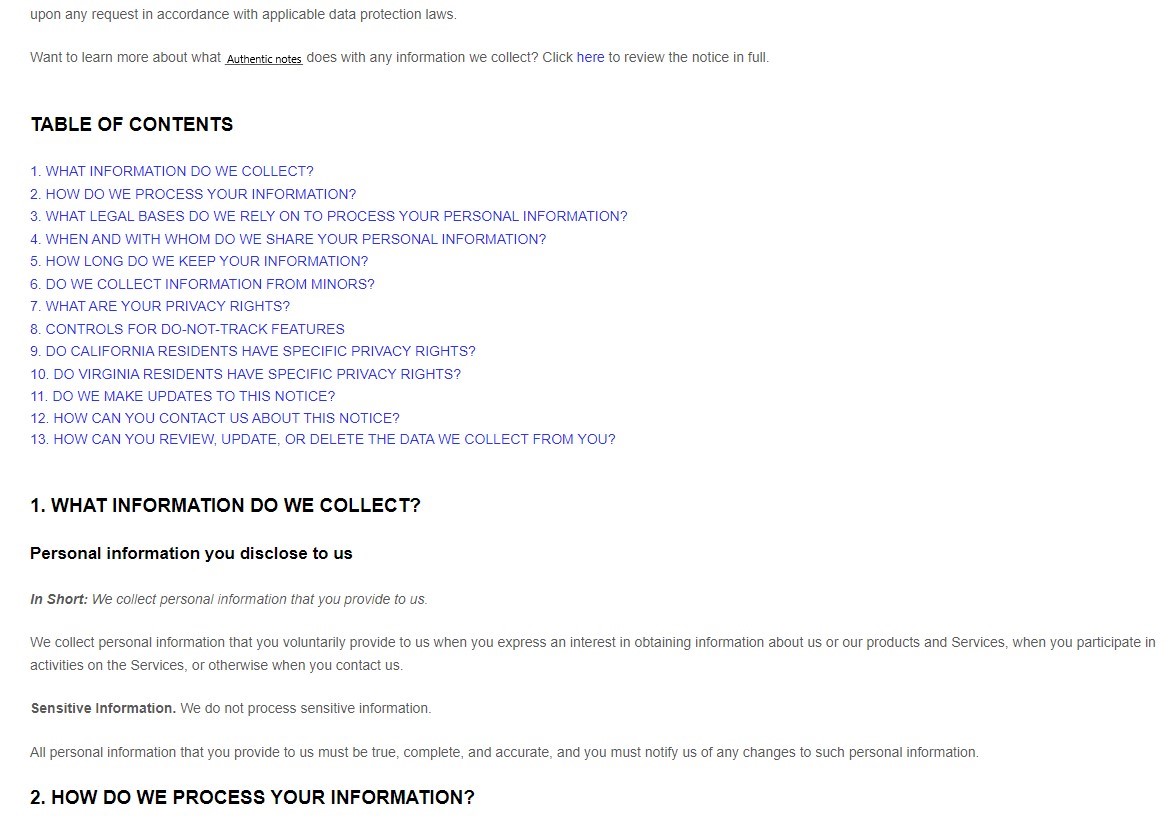 upon any request in accordance with applicable data protection laws.
Want to learn more about what Authentic notes does with any information we collect? Click here to review the notice in full.
TABLE OF CONTENTS
1. WHAT INFORMATION DO WE COLLECT?
2. HOW DO WE PROCESS YOUR INFORMATION?
3. WHAT LEGAL BASES DO WE RELY ON TO PROCESS YOUR PERSONAL INFORMATION?
4. WHEN AND WITH WHOM DO WE SHARE YOUR PERSONAL INFORMATION?
5. HOW LONG DO WE KEEP YOUR INFORMATION?
6. DO WE COLLECT INFORMATION FROM MINORS?
7. WHAT ARE YOUR PRIVACY RIGHTS?
8. CONTROLS FOR DO-NOT-TRACK FEATURES
9. DO CALIFORNIA RESIDENTS HAVE SPECIFIC PRIVACY RIGHTS?
10. DO VIRGINIA RESIDENTS HAVE SPECIFIC PRIVACY RIGHTS?
11. DO WE MAKE UPDATES TO THIS NOTICE?
12. HOW CAN YOU CONTACT US ABOUT THIS NOTICE?
13. HOW CAN YOU REVIEW, UPDATE, OR DELETE THE DATA WE COLLECT FROM YOU?
1. WHAT INFORMATION DO WE COLLECT?
Personal information you disclose to us
In Short: We collect personal information that you provide to us.
We collect personal information that you voluntarily provide to us when you express an interest in obtaining information about us or our products and Services, when you participate in
activities on the Services, or otherwise when you contact us.
Sensitive Information. We do not process sensitive information.
All personal information that you provide to us must be true, complete, and accurate, and you must notify us of any changes to such personal information.
2. HOW DO WE PROCESS YOUR INFORMATION?